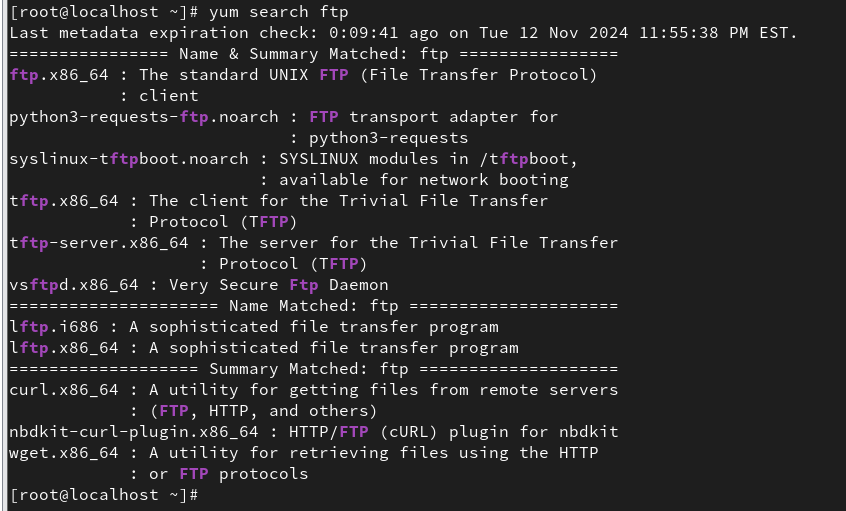 [root@localhost ~]# yum search ftp
Last metadata expiration check: 0:09:41 ago on Tue 12 Nov 2024 11:55:38 PM EST.
================ Name & Summary Matched: ftp ================
ftp.x86_64 : The standard UNIX FTP (File Transfer Protocol)
           : client
python3-requests-ftp.noarch : FTP transport adapter for
                            : python3-requests
syslinux-tftpboot.noarch : SYSLINUX modules in /tftpboot,
                         : available for network booting
tftp.x86_64 : The client for the Trivial File Transfer
            : Protocol (TFTP)
tftp-server.x86_64 : The server for the Trivial File Transfer
                   : Protocol (TFTP)
vsftpd.x86_64 : Very Secure Ftp Daemon
===================== Name Matched: ftp =====================
lftp.i686 : A sophisticated file transfer program
lftp.x86_64 : A sophisticated file transfer program
=================== Summary Matched: ftp ====================
curl.x86_64 : A utility for getting files from remote servers
            : (FTP, HTTP, and others)
nbdkit-curl-plugin.x86_64 : HTTP/FTP (cURL) plugin for nbdkit
wget.x86_64 : A utility for retrieving files using the HTTP
            : or FTP protocols
[root@localhost ~]#